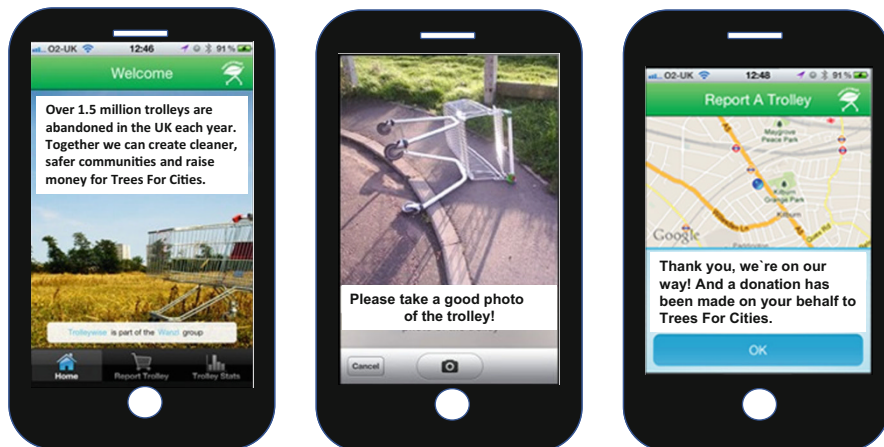 O2-UK 12:46 91%
Welcome
Over 1.5 million trolleys are
abandoned in the UK each year.
Together we can create cleaner,
safer communities and raise
money for Trees For Cities.
Trolleywise is part of the Wanzl group
Home Report Trolley Trolley Stats
Please take a good photo
of the trolley!
Cancel
O2-UK 12:48 91%
Report A Trolley
Maygrove
Peace Park
A5
Kilburn
Grange Park
Kilburn
Willesden Ln
Paddington
Google
Thank you, we`re on our
way! And a donation has
been made on your behalf to
Trees For Cities.
OK